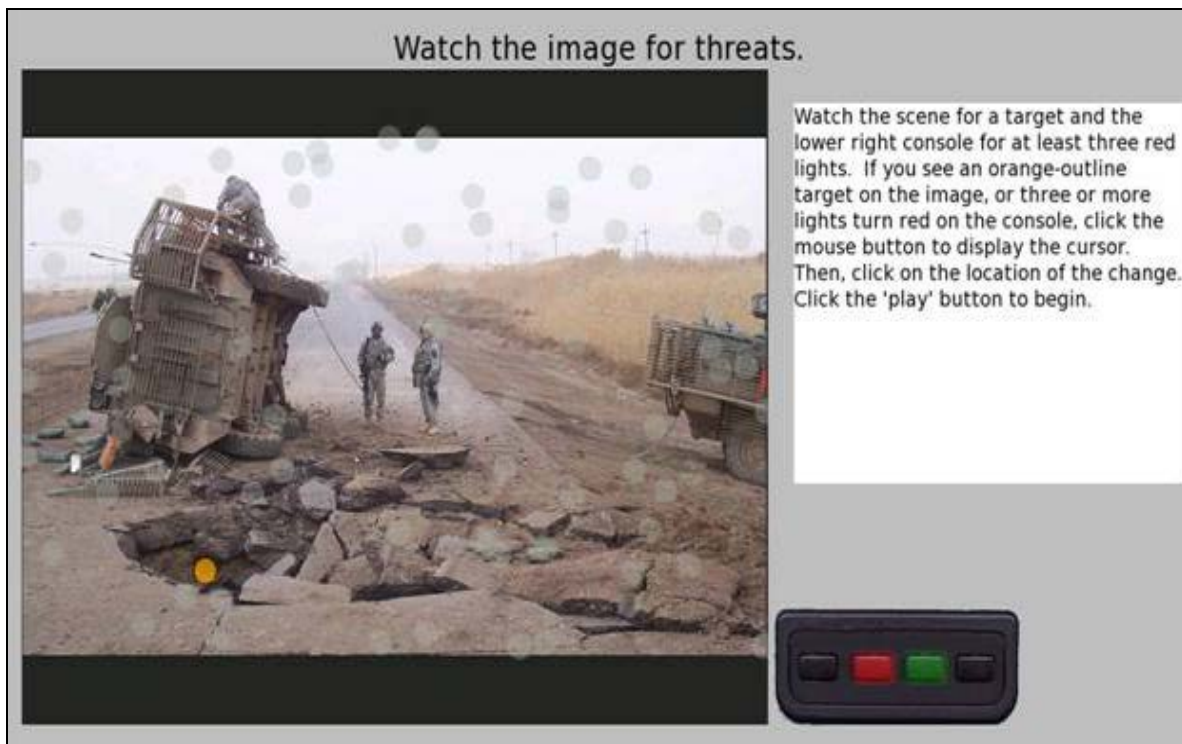 Watch the image for threats.
Watch the scene for a target and the
lower right console for at least three red
lights.  If you see an orange-outline
target on the image, or three or more
lights turn red on the console, click the
mouse button to display the cursor.
Then, click on the location of the change.
Click the 'play' button to begin.